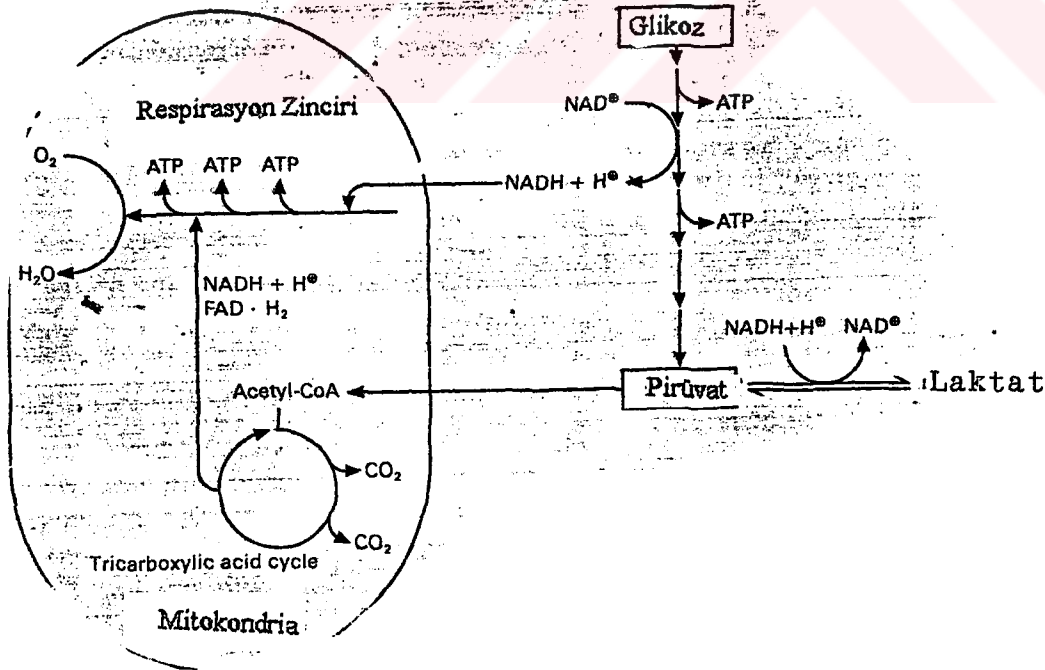 Glikoz
NAD⊕
ATP
Respirasyon Zinciri
O₂
ATP ATP ATP
NADH + H⊕
ATP
H₂O
NADH + H⊕
FAD · H₂
NADH+H⊕ NAD⊕
Acetyl-CoA
Pirüvat
Laktat
CO₂
CO₂
Tricarboxylic acid cycle
Mitokondria